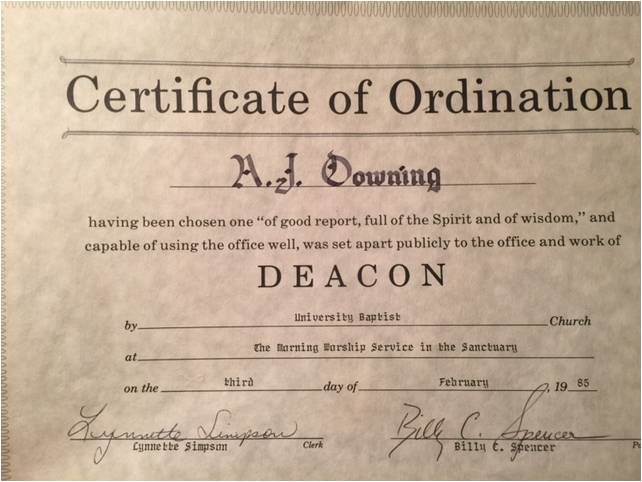 Certificate of Ordination
A.J. Downing
having been chosen one "of good report, full of the Spirit and of wisdom," and
capable of using the office well, was set apart publicly to the office and work of
DEACON
by University Baptist Church
at The Morning Worship Service in the Sanctuary
on the third day of February, 19 85
Lynnette Simpson Billy C. Spencer
Lynnette Simpson Clerk Billy C. Spencer